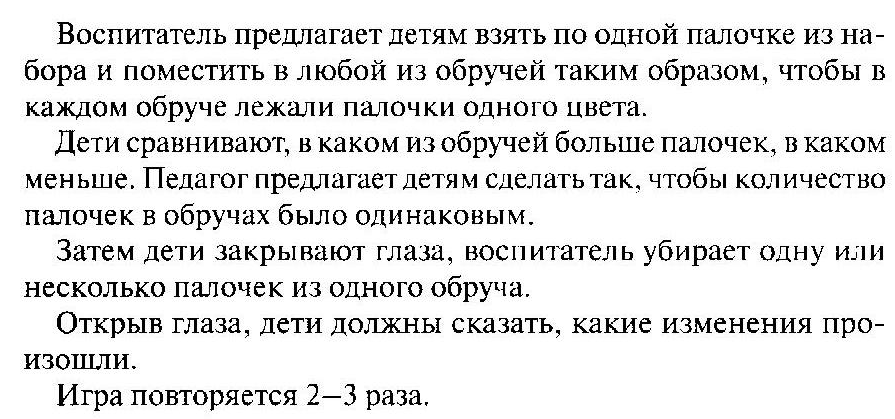 Воспитатель предлагает детям взять по одной палочке из на-
бора и поместить в любой из обручей таким образом, чтобы в
каждом обруче лежали палочки одного цвета.
Дети сравнивают, в каком из обручей больше палочек, в каком
меньше. Педагог предлагает детям сделать так, чтобы количество
палочек в обручах было одинаковым.
Затем дети закрывают глаза, воспитатель убирает одну или
несколько палочек из одного обруча.
Открыв глаза, дети должны сказать, какие изменения про-
изошли.
Игра повторяется 2–3 раза.